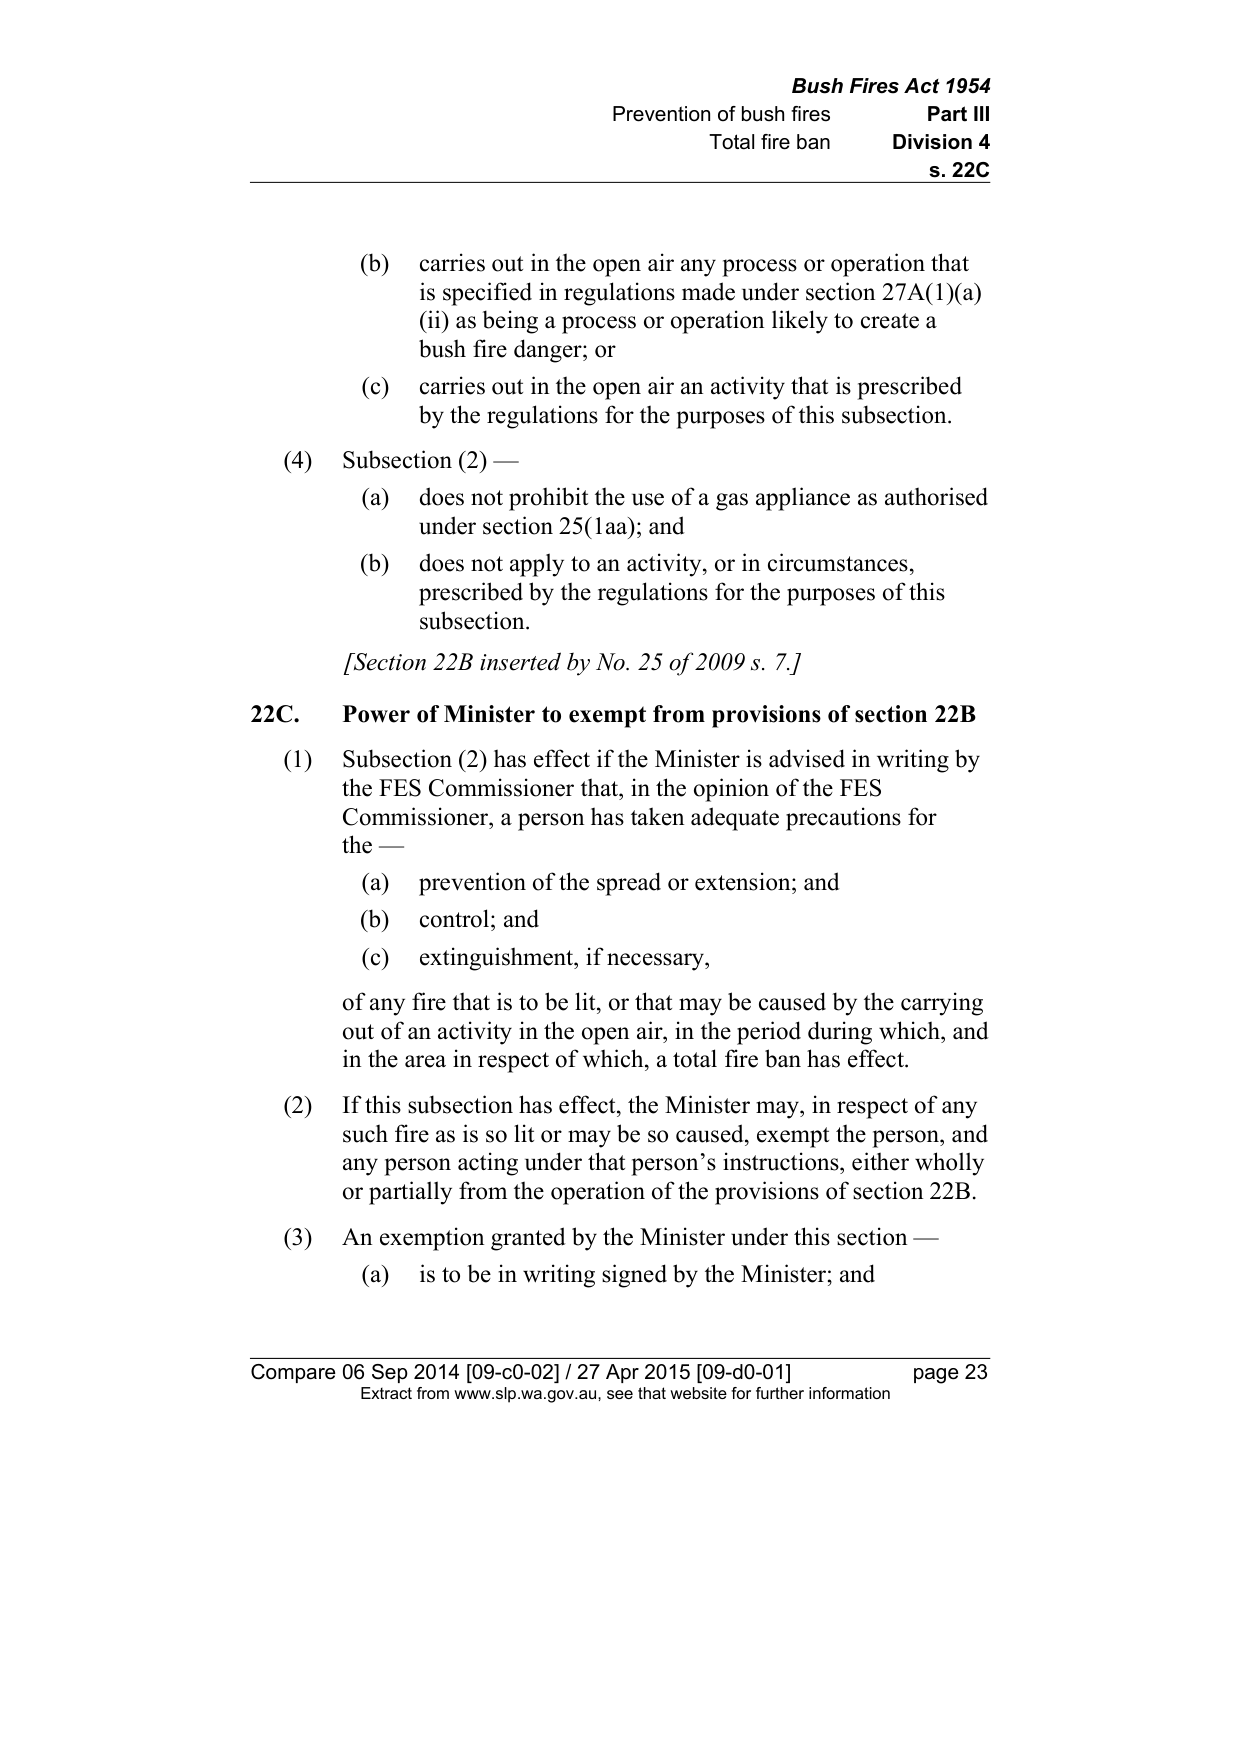 Bush Fires Act 1954
Prevention of bush fires Part III
Total fire ban Division 4
s. 22C
(b) carries out in the open air any process or operation that
is specified in regulations made under section 27A(1)(a)
(ii) as being a process or operation likely to create a
bush fire danger; or
(c) carries out in the open air an activity that is prescribed
by the regulations for the purposes of this subsection.
(4) Subsection (2) —
(a) does not prohibit the use of a gas appliance as authorised
under section 25(1aa); and
(b) does not apply to an activity, or in circumstances,
prescribed by the regulations for the purposes of this
subsection.
[Section 22B inserted by No. 25 of 2009 s. 7.]
22C. Power of Minister to exempt from provisions of section 22B
(1) Subsection (2) has effect if the Minister is advised in writing by
the FES Commissioner that, in the opinion of the FES
Commissioner, a person has taken adequate precautions for
the —
(a) prevention of the spread or extension; and
(b) control; and
(c) extinguishment, if necessary,
of any fire that is to be lit, or that may be caused by the carrying
out of an activity in the open air, in the period during which, and
in the area in respect of which, a total fire ban has effect.
(2) If this subsection has effect, the Minister may, in respect of any
such fire as is so lit or may be so caused, exempt the person, and
any person acting under that person’s instructions, either wholly
or partially from the operation of the provisions of section 22B.
(3) An exemption granted by the Minister under this section —
(a) is to be in writing signed by the Minister; and
Compare 06 Sep 2014 [09-c0-02] / 27 Apr 2015 [09-d0-01] page 23
Extract from www.slp.wa.gov.au, see that website for further information